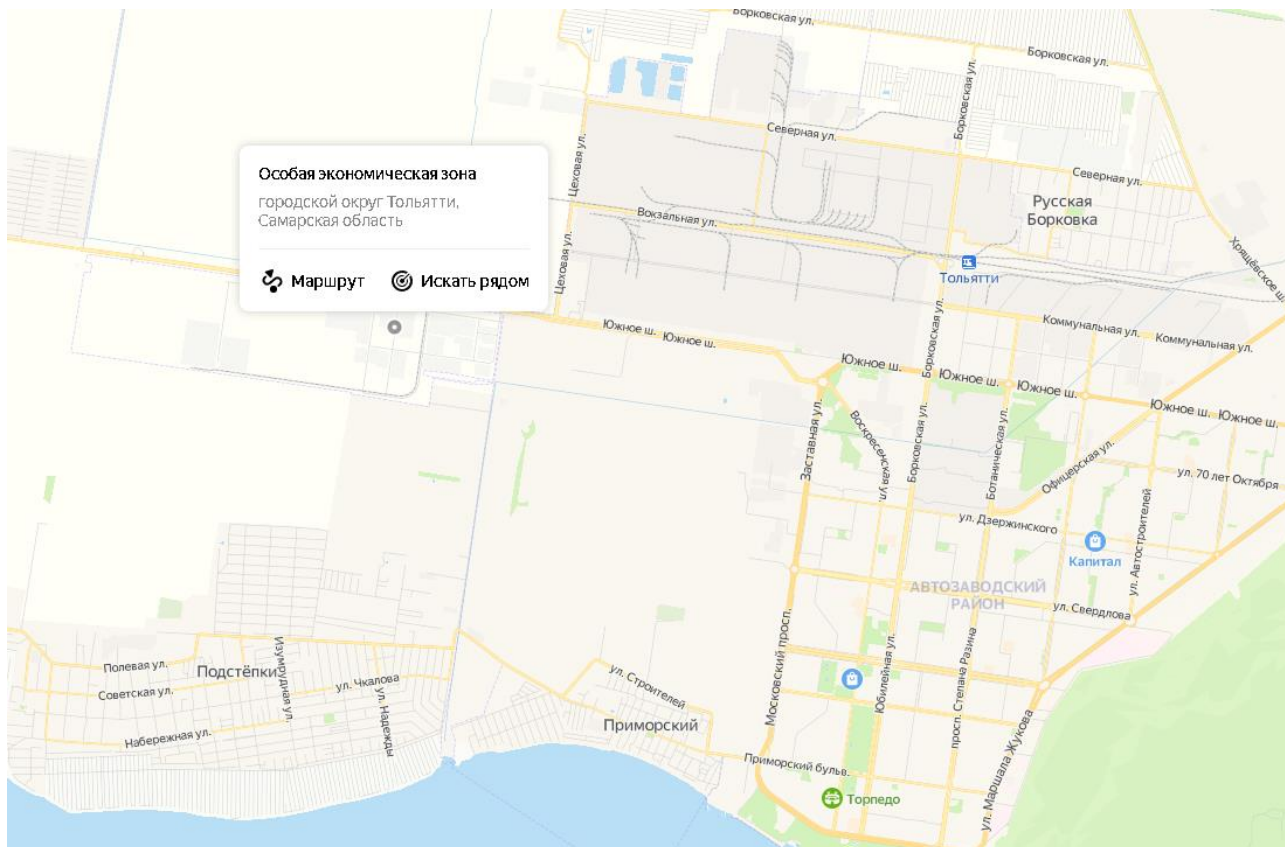 Борковская ул.
Борковская ул.
Борковская ул.
Северная ул.
Северная ул.
Цеховая ул.
Особая экономическая зона
городской округ Тольятти,
Самарская область
Маршрут
Искать рядом
Русская
Борковка
Вокзальная ул.
Хрящёвское ш.
Цеховая ул.
Тольятти
Южное ш.
Южное ш.
Коммунальная ул.
Коммунальная ул.
Борковская ул.
Южное ш.
Южное ш.
Южное ш.
Южное ш.
Южное ш.
Заставная ул.
Воскресенская ул.
Борковская ул.
Ботаническая ул.
Офицерская ул.
ул. 70 лет Октября
ул. Дзержинского
ул. Автостроителей
Капитал
АВТОЗАВОДСКИЙ
РАЙОН
ул. Свердлова
Московский просп.
Юбилейная ул.
просп. Степана Разина
Полевая ул.
Подстёпки
Изумрудная ул.
Советская ул.
ул. Чкалова
ул. Надежды
Набережная ул.
ул. Строителей
Приморский
Приморский бульв.
ул. Маршала Жукова
Торпедо